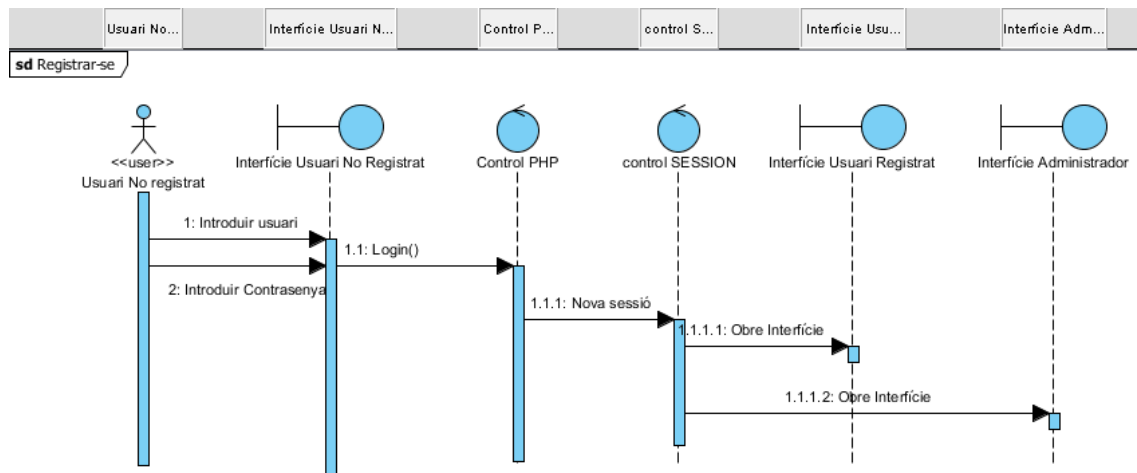 Usuari No...
Interfície Usuari N...
Control P...
control S...
Interfície Usu...
Interfície Adm...
sd Registrar-se
<<user>>
Usuari No registrat
Interfície Usuari No Registrat
Control PHP
control SESSION
Interfície Usuari Registrat
Interfície Administrador
1: Introduir usuari
1.1: Login()
2: Introduir Contrasenya
1.1.1: Nova sessió
1.1.1.1: Obre Interfície
1.1.1.2: Obre Interfície